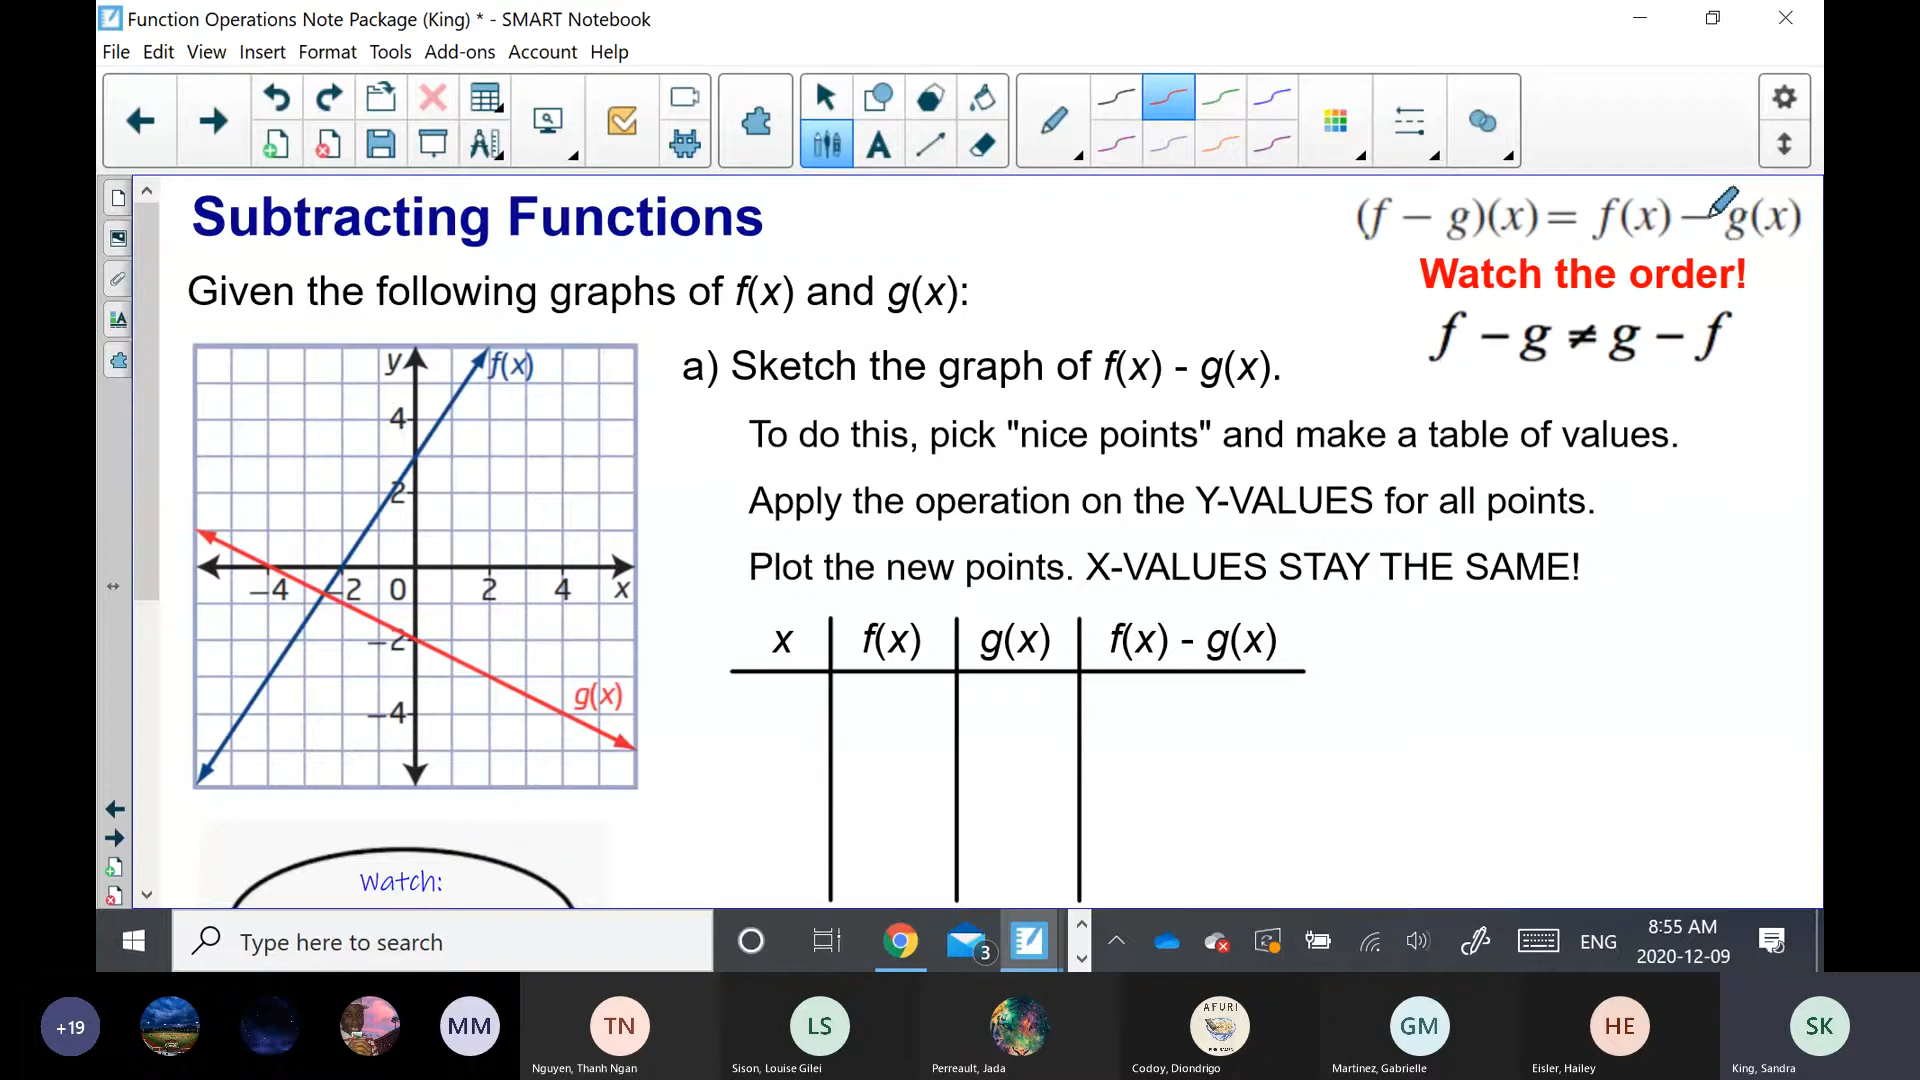 Function Operations Note Package (King) * - SMART Notebook
File Edit View Insert Format Tools Add-ons Account Help
Subtracting Functions
(f − g)(x) = f(x) − g(x)
Watch the order!
f − g ≠ g − f
Given the following graphs of f(x) and g(x):
a) Sketch the graph of f(x) - g(x).
To do this, pick "nice points" and make a table of values.
Apply the operation on the Y-VALUES for all points.
Plot the new points. X-VALUES STAY THE SAME!
y f(x)
4
2
−4 −2 0 2 4 x
−2
g(x)
−4
x f(x) g(x) f(x) - g(x)
Watch:
Type here to search
3
ENG
8:55 AM
2020-12-09
+19 MM TN LS AFURI GM HE SK
Nguyen, Thanh Ngan Sison, Louise Gilei Perreault, Jada Codoy, Diondrigo Martinez, Gabrielle Eisler, Hailey King, Sandra